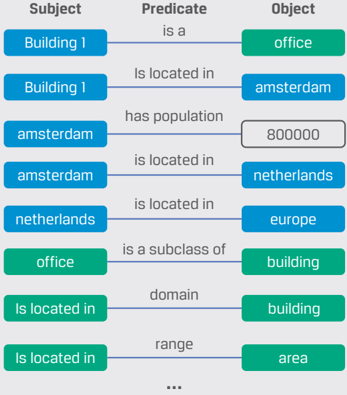 Subject Predicate Object
Building 1 is a office
Building 1 Is located in amsterdam
amsterdam has population 800000
amsterdam is located in netherlands
netherlands is located in europe
office is a subclass of building
Is located in domain building
Is located in range area
...